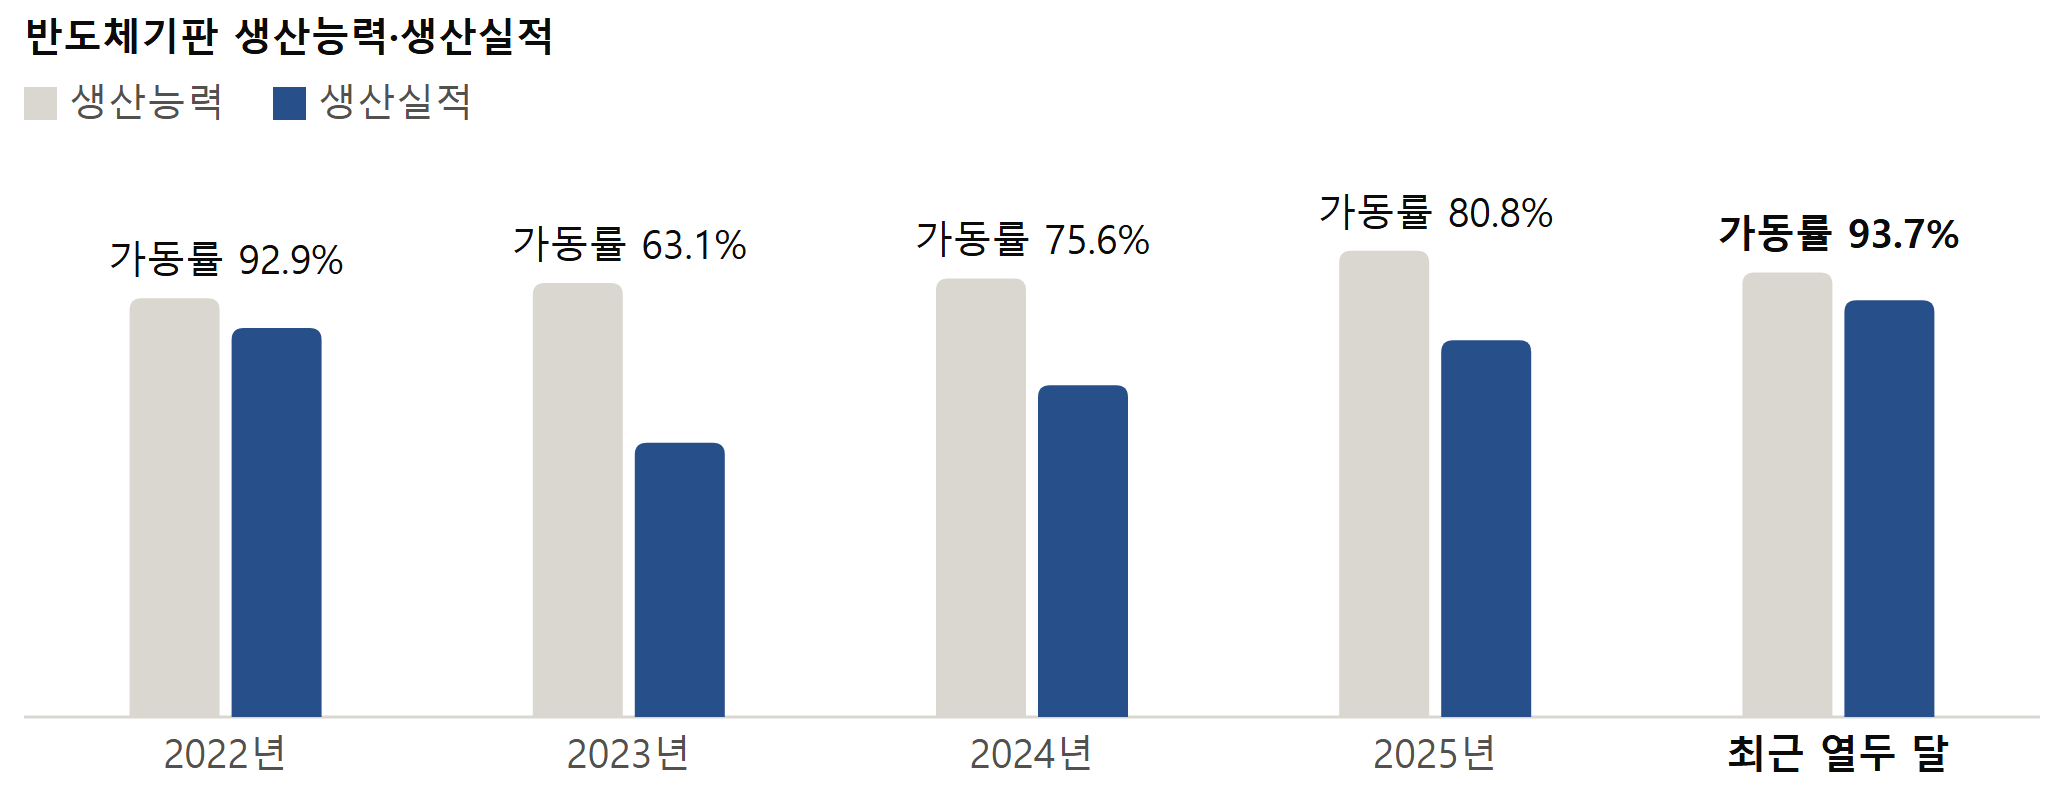 반도체기판 생산능력·생산실적
생산능력 생산실적
가동률 92.9% 가동률 63.1% 가동률 75.6% 가동률 80.8% 가동률 93.7%
2022년 2023년 2024년 2025년 최근 열두 달